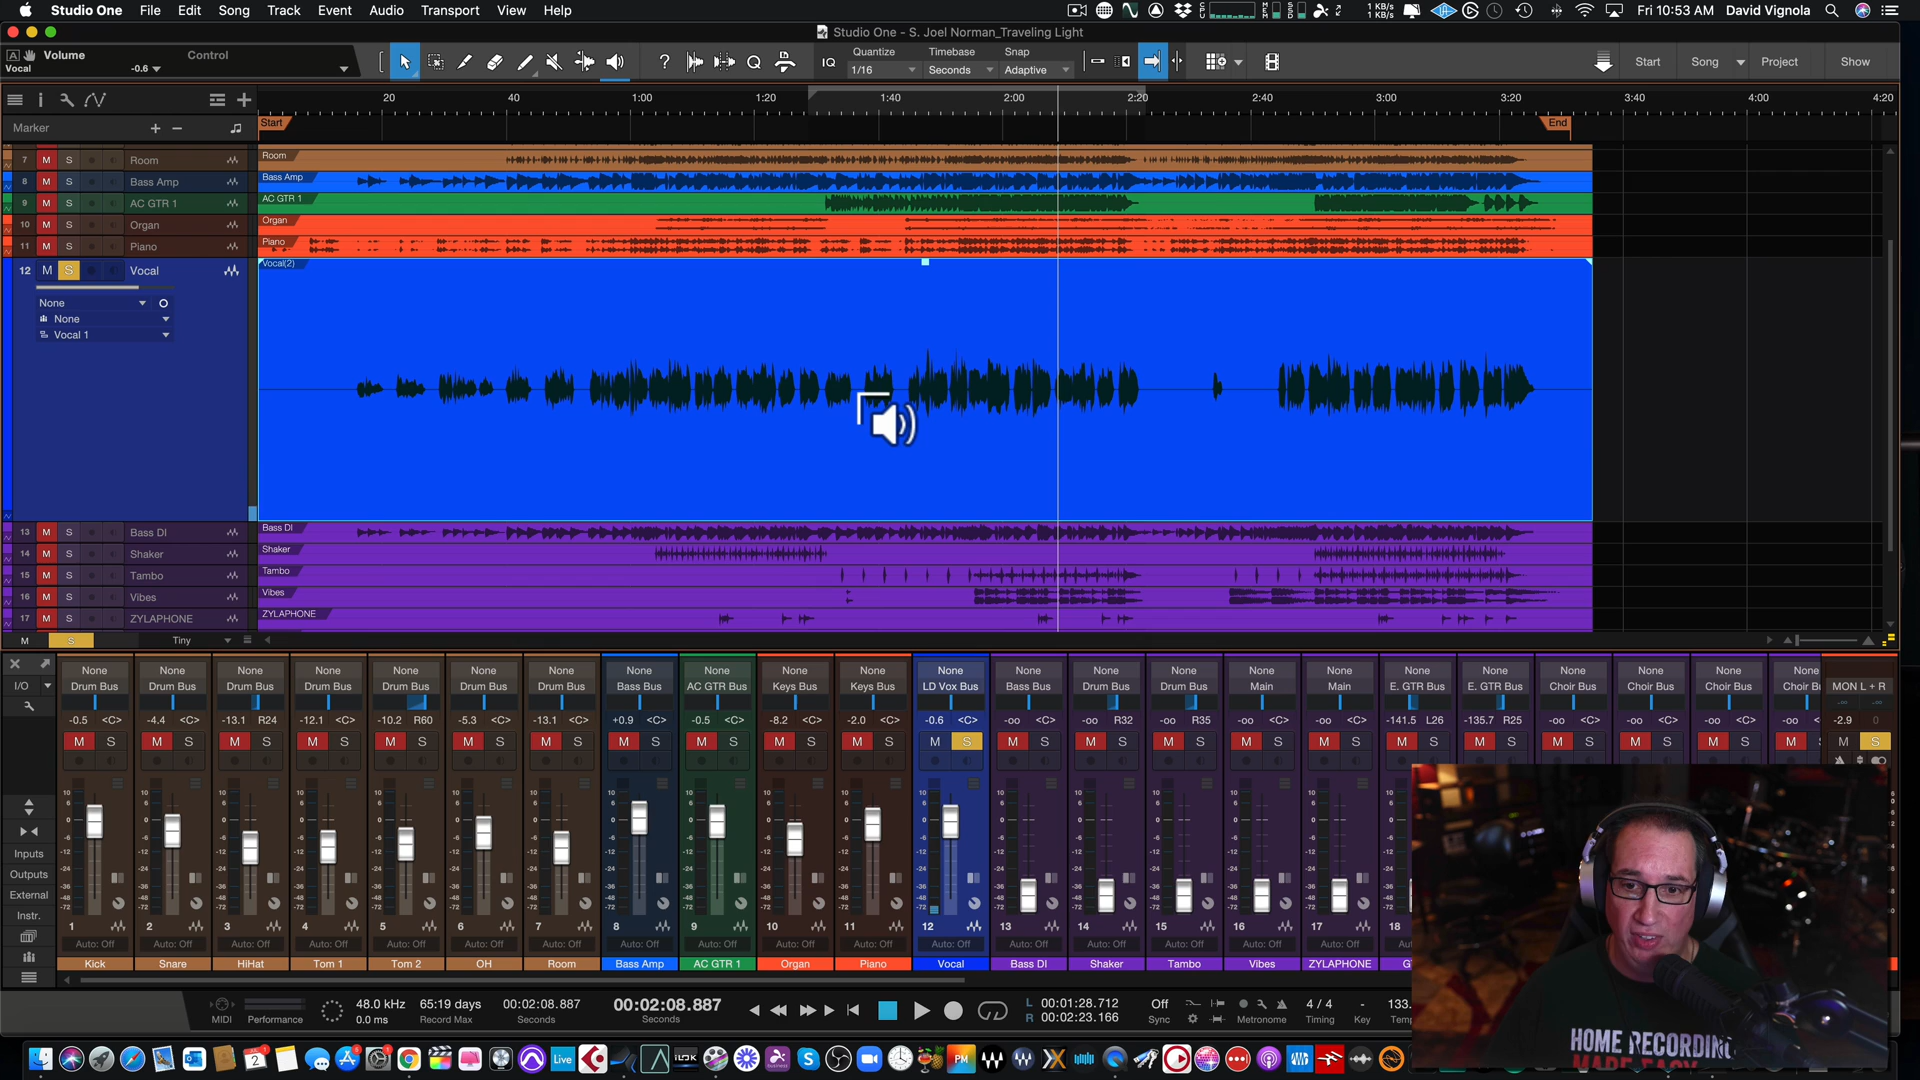 Studio One File Edit Song Track Event Audio Transport View Help
1 KB/s
1 KB/s
Fri 10:53 AM David Vignola
Studio One - S. Joel Norman_Traveling Light
Volume Control
Vocal -0.6
IQ
Quantize Timebase Snap
1/16 Seconds Adaptive
Start Song Project Show
20 40 1:00 1:20 1:40 2:00 2:20 2:40 3:00 3:20 3:40 4:00 4:20
Marker
Start End
7 M S Room Room
8 M S Bass Amp Bass Amp
9 M S AC GTR 1 AC GTR 1
10 M S Organ Organ
11 M S Piano Piano
12 M S Vocal Vocal(2)
None
None
Vocal 1
13 M S Bass DI Bass DI
14 M S Shaker Shaker
15 M S Tambo Tambo
16 M S Vibes Vibes
17 M S ZYLAPHONE ZYLAPHONE
M S Tiny
None None None None None None None None None None None None None None None None None None None None None None None
I/O Drum Bus Drum Bus Drum Bus Drum Bus Drum Bus Drum Bus Drum Bus Bass Bus AC GTR Bus Keys Bus Keys Bus LD Vox Bus Bass Bus Drum Bus Drum Bus Main Main E. GTR Bus E. GTR Bus Choir Bus Choir Bus Choir Bus Choir B MON L + R
-0.5 <C> -4.4 <C> -13.1 R24 -12.1 <C> -10.2 R60 -5.3 <C> -13.1 <C> +0.9 <C> -0.5 <C> -8.2 <C> -2.0 <C> -0.6 <C> -oo <C> -oo R32 -oo R35 -oo <C> -oo <C> -141.5 L26 -135.7 R25 -oo <C> -oo <C> -oo <C> -oo -2.9 0
M S M S M S M S M S M S M S M S M S M S M S M S M S M S M S M S M S M S M S M S M S M S M S M S
Inputs
Outputs
External
Instr.
1 2 3 4 5 6 7 8 9 10 11 12 13 14 15 16 17 18
Auto: Off Auto: Off Auto: Off Auto: Off Auto: Off Auto: Off Auto: Off Auto: Off Auto: Off Auto: Off Auto: Off Auto: Off Auto: Off Auto: Off Auto: Off Auto: Off Auto: Off
Kick Snare HiHat Tom 1 Tom 2 OH Room Bass Amp AC GTR 1 Organ Piano Vocal Bass DI Shaker Tambo Vibes ZYLAPHONE
MIDI Performance
48.0 kHz
0.0 ms
65:19 days
Record Max
00:02:08.887
Seconds
00:02:08.887
Seconds
L 00:01:28.712
R 00:02:23.166
Off
Sync
Metronome
4 / 4
Timing
-
Key
133.
HOME RECORDING
MADE EASY